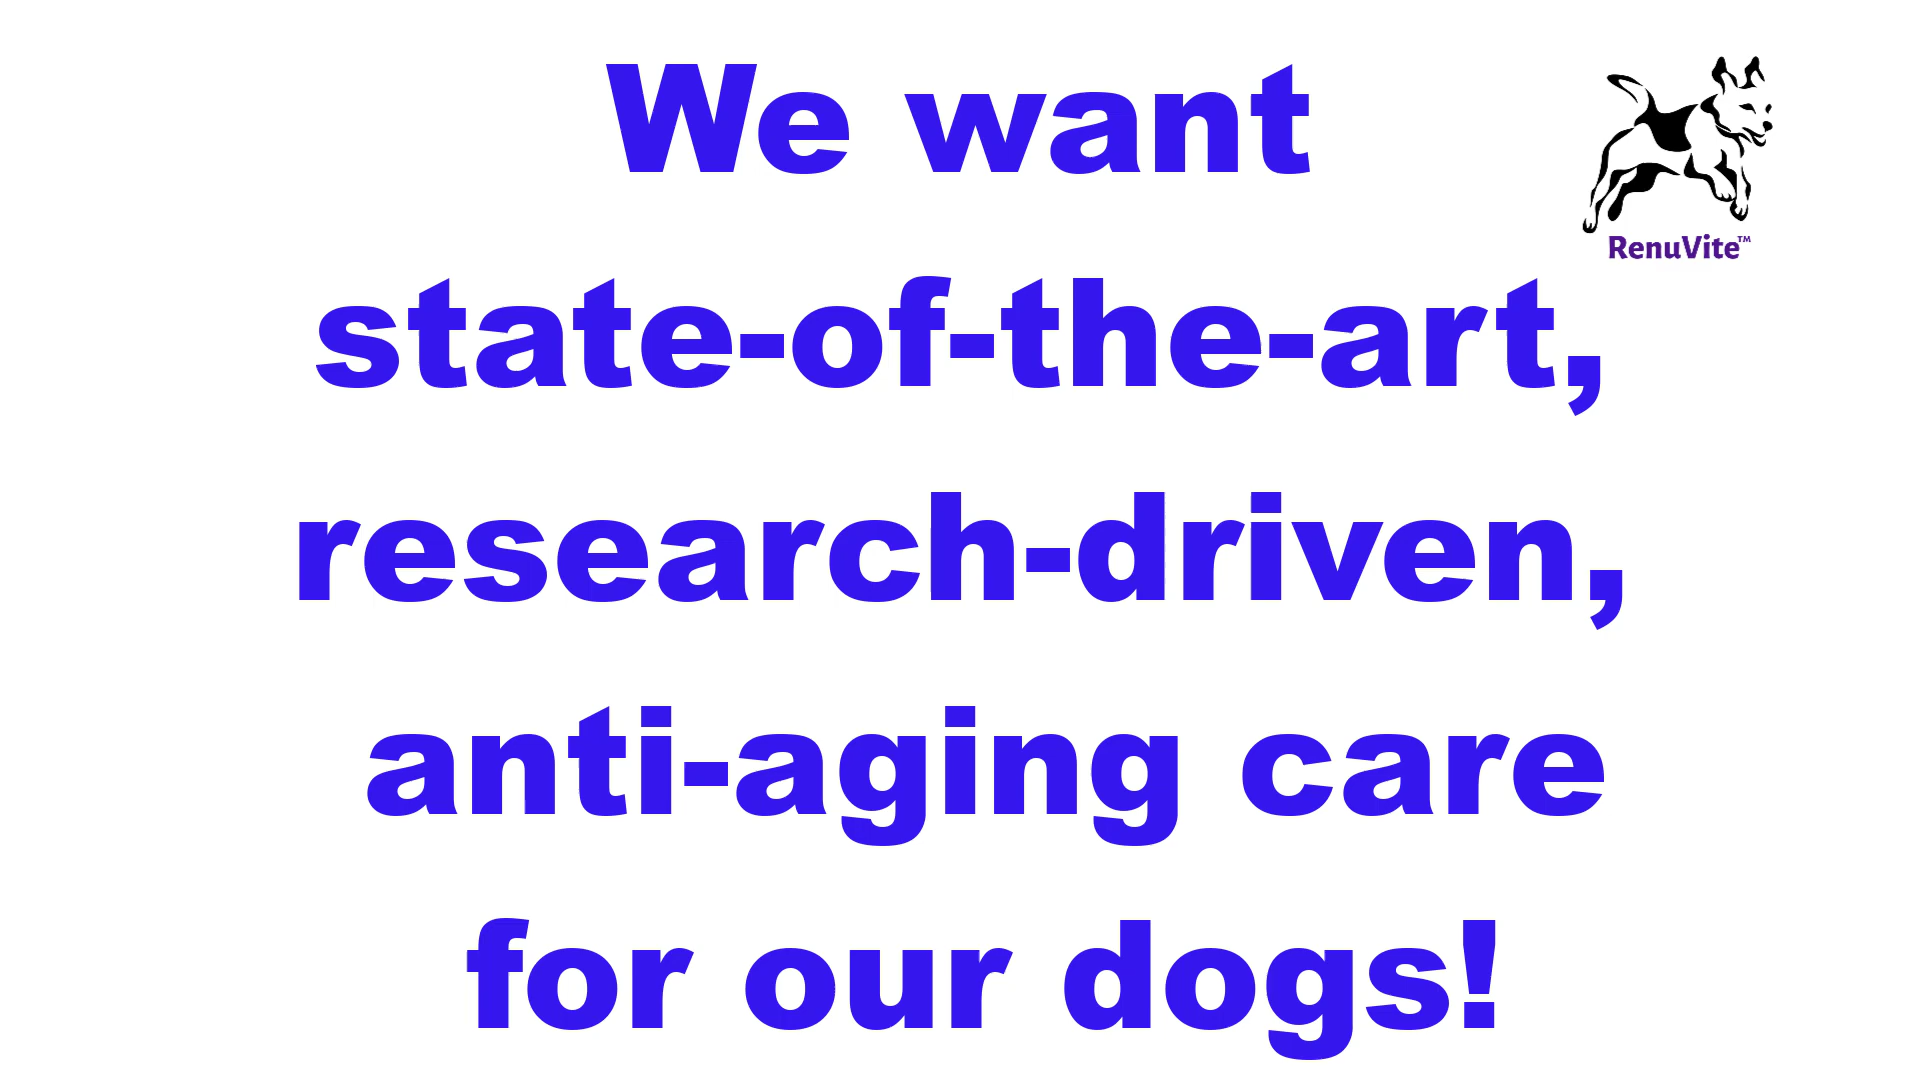 We want
RenuVite™
state-of-the-art,
research-driven,
anti-aging care
for our dogs!